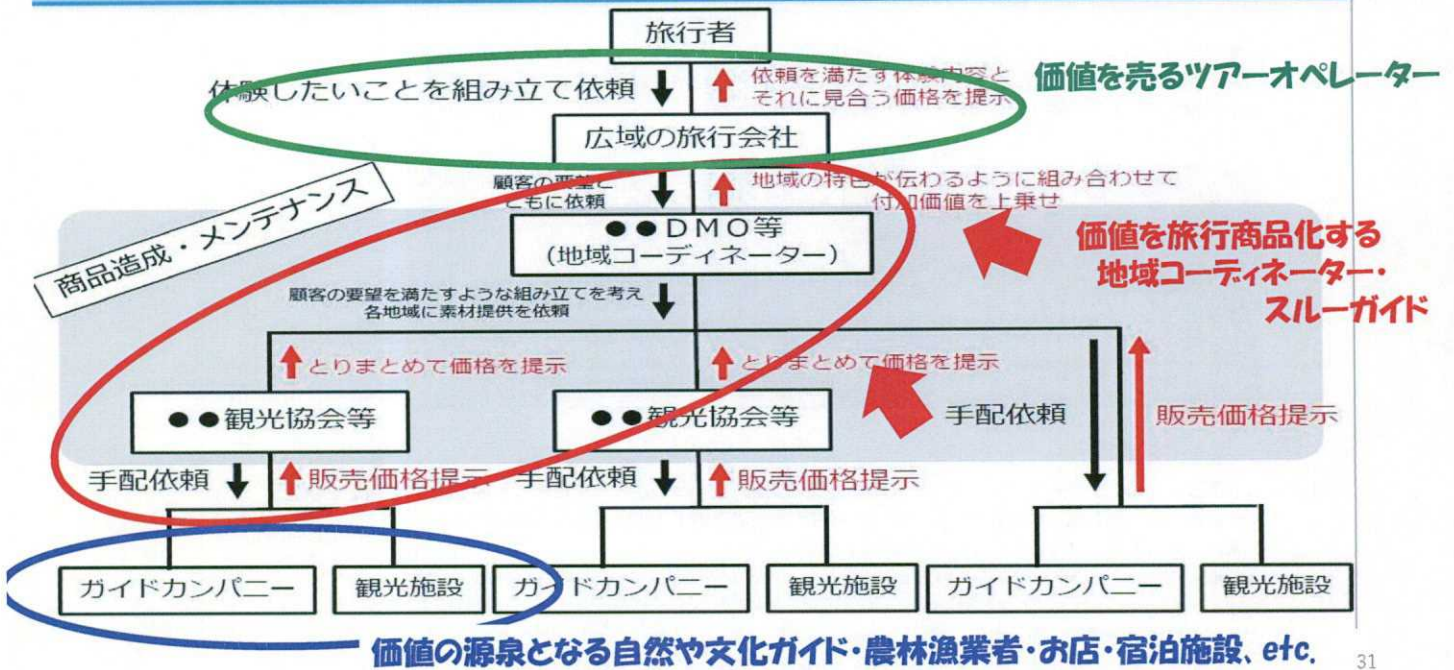 旅行者
体験したいことを組み立て依頼
依頼を満たす体験内容と
それに見合う価格を提示
価値を売るツアーオペレーター
広域の旅行会社
顧客の要望と
ともに依頼
地域の特色が伝わるように組み合わせて
付加価値を上乗せ
商品造成・メンテナンス
●●DMO等
(地域コーディネーター)
価値を旅行商品化する
地域コーディネーター・
スルーガイド
顧客の要望を満たすような組み立てを考え
各地域に素材提供を依頼
とりまとめて価格を提示
とりまとめて価格を提示
●●観光協会等
●●観光協会等
手配依頼
販売価格提示
手配依頼
販売価格提示
手配依頼
販売価格提示
ガイドカンパニー
観光施設
ガイドカンパニー
観光施設
ガイドカンパニー
観光施設
価値の源泉となる自然や文化ガイド・農林漁業者・お店・宿泊施設、etc.
31